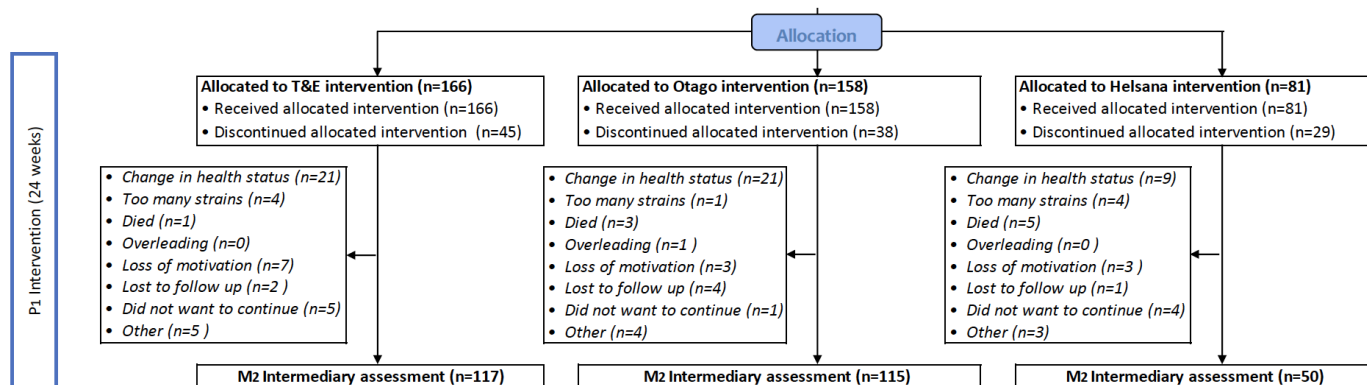 Allocation
P1 Intervention (24 weeks)
Allocated to T&E intervention (n=166)
• Received allocated intervention (n=166)
• Discontinued allocated intervention  (n=45)
Allocated to Otago intervention (n=158)
• Received allocated intervention (n=158)
• Discontinued allocated intervention (n=38)
Allocated to Helsana intervention (n=81)
• Received allocated intervention (n=81)
• Discontinued allocated intervention (n=29)
• Change in health status (n=21)
• Too many strains (n=4)
• Died (n=1)
• Overleading (n=0)
• Loss of motivation (n=7)
• Lost to follow up (n=2 )
• Did not want to continue (n=5)
• Other (n=5 )
• Change in health status (n=21)
• Too many strains (n=1)
• Died (n=3)
• Overleading (n=1 )
• Loss of motivation (n=3)
• Lost to follow up (n=4)
• Did not want to continue (n=1)
• Other (n=4)
• Change in health status (n=9)
• Too many strains (n=4)
• Died (n=5)
• Overleading (n=0 )
• Loss of motivation (n=3 )
• Lost to follow up (n=1)
• Did not want to continue (n=4)
• Other (n=3)
M2 Intermediary assessment (n=117)
M2 Intermediary assessment (n=115)
M2 Intermediary assessment (n=50)